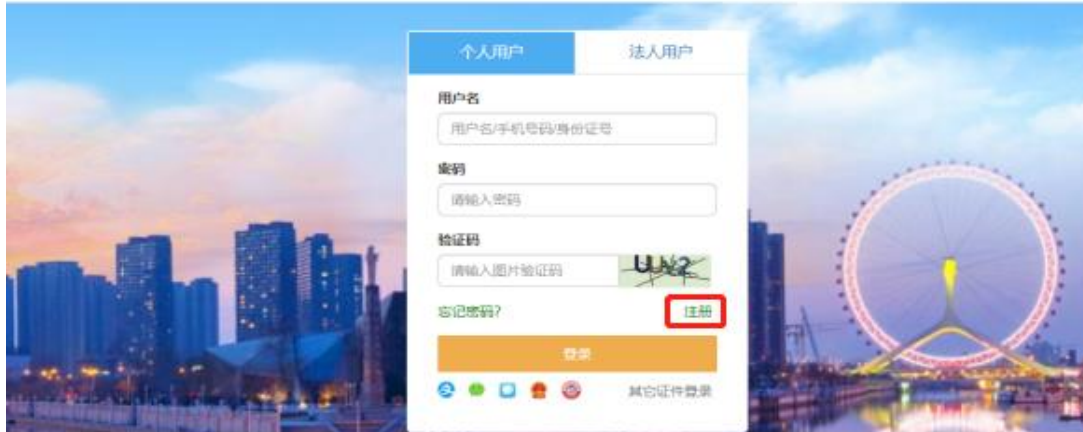 个人用户
法人用户
用户名
用户名/手机号码/身份证号
密码
请输入密码
验证码
请输入图片验证码
忘记密码?
注册
登录
其它证件登录